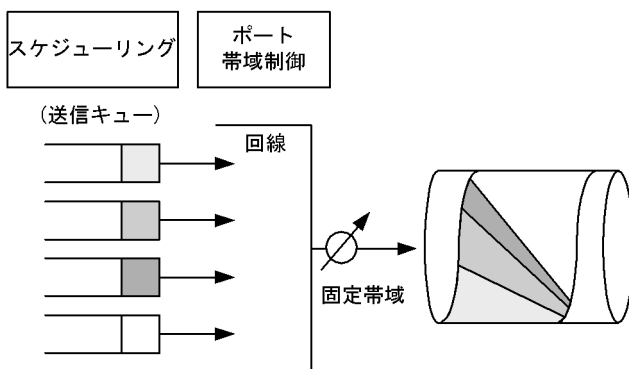 スケジューリング
ポート
帯域制御
(送信キュー)
回線
固定帯域